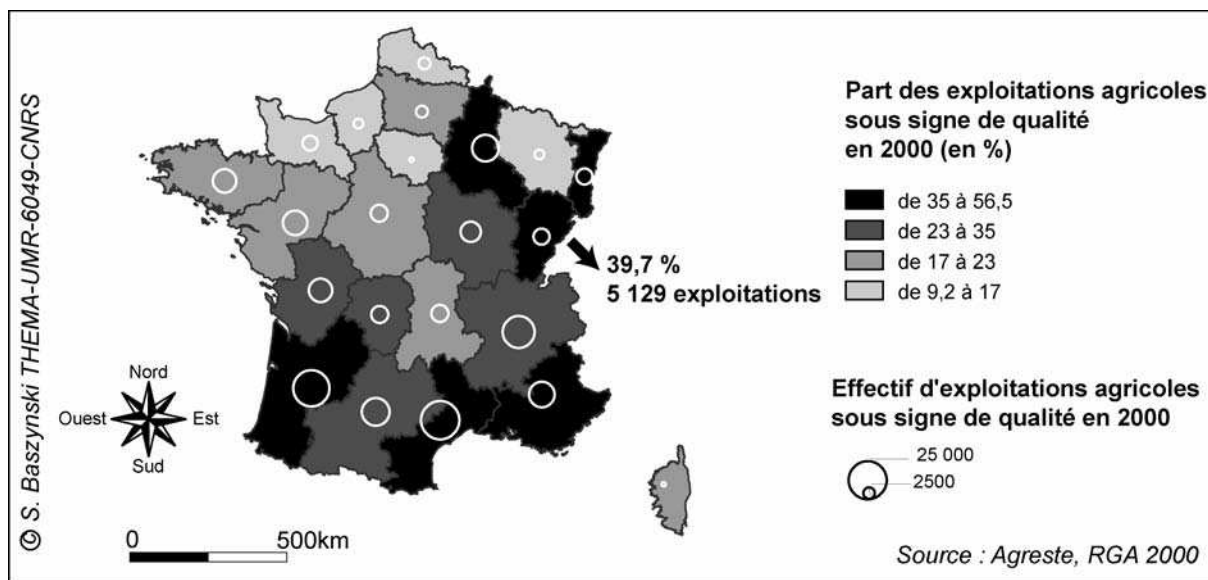 © S. Baszynski THEMA-UMR-6049-CNRS
Part des exploitations agricoles
sous signe de qualité
en 2000 (en %)
de 35 à 56,5
de 23 à 35
de 17 à 23
de 9,2 à 17
39,7 %
5 129 exploitations
Effectif d'exploitations agricoles
sous signe de qualité en 2000
25 000
2500
Nord
Ouest
Est
Sud
0
500km
Source : Agreste, RGA 2000